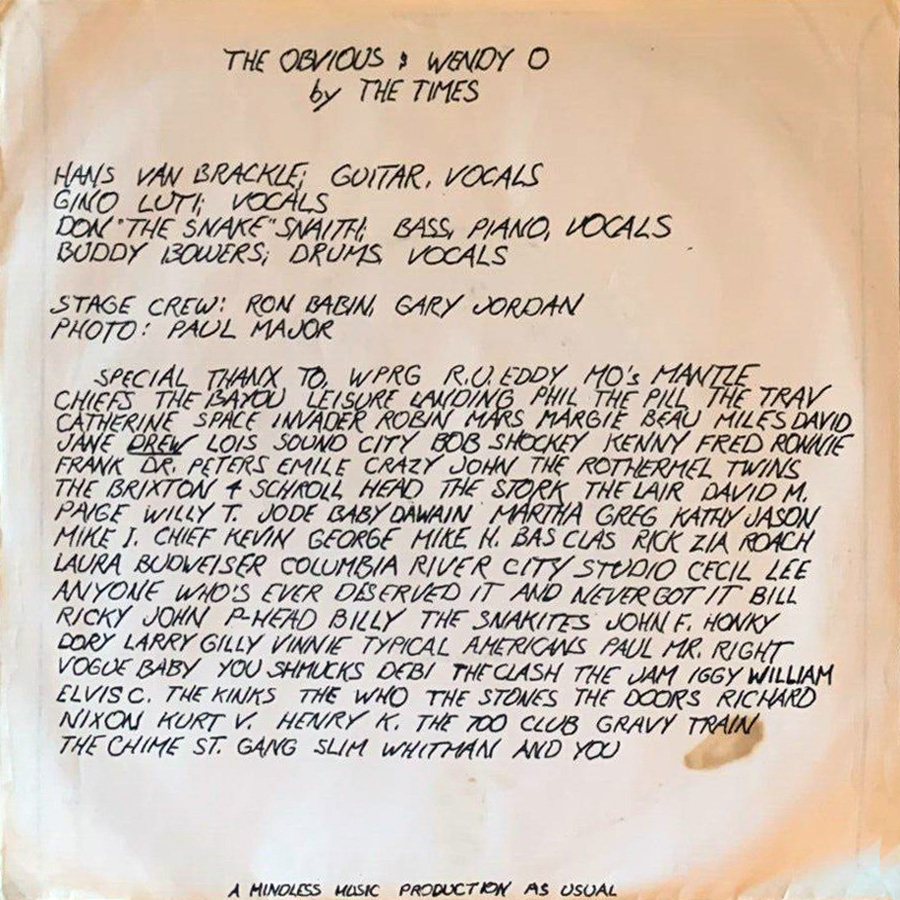 THE OBVIOUS & WENDY O
by THE TIMES
HANS VAN BRACKLE; GUITAR, VOCALS
GINO LUTI; VOCALS
DON "THE SNAKE" SNAITH; BASS, PIANO, VOCALS
BUDDY BOWERS; DRUMS, VOCALS
STAGE CREW: RON BABIN, GARY JORDAN
PHOTO: PAUL MAJOR
SPECIAL THANX TO, WPRG R.U. EDDY MO's MANTLE
CHIEFS THE BAYOU LEISURE LANDING PHIL THE PILL THE TRAV
CATHERINE SPACE INVADER ROBIN MARS MARGIE BEAU MILES DAVID
JANE DREW LOIS SOUND CITY BOB SHOCKEY KENNY FRED RONNIE
FRANK DR. PETERS EMILE CRAZY JOHN THE ROTHERMEL TWINS
THE BRIXTON 4 SCHROLL HEAD THE STORK THE LAIR DAVID M.
PAIGE WILLY T. JODE BABY DAWAIN MARTHA GREG KATHY JASON
MIKE I. CHIEF KEVIN GEORGE MIKE H. BAS CLAS RICK ZIA ROACH
LAURA BUDWEISER COLUMBIA RIVER CITY STUDIO CECIL LEE
ANYONE WHO'S EVER DESERVED IT AND NEVER GOT IT BILL
RICKY JOHN P-HEAD BILLY THE SNAKITES JOHN F. HONKY
DORY LARRY GILLY VINNIE TYPICAL AMERICANS PAUL MR. RIGHT
VOGUE BABY YOU SHMUCKS DEBI THE CLASH THE JAM IGGY WILLIAM
ELVIS C. THE KINKS THE WHO THE STONES THE DOORS RICHARD
NIXON KURT V. HENRY K. THE 700 CLUB GRAVY TRAIN
THE CHIME ST. GANG SLIM WHITMAN AND YOU
A MINDLESS MUSIC PRODUCTION AS USUAL